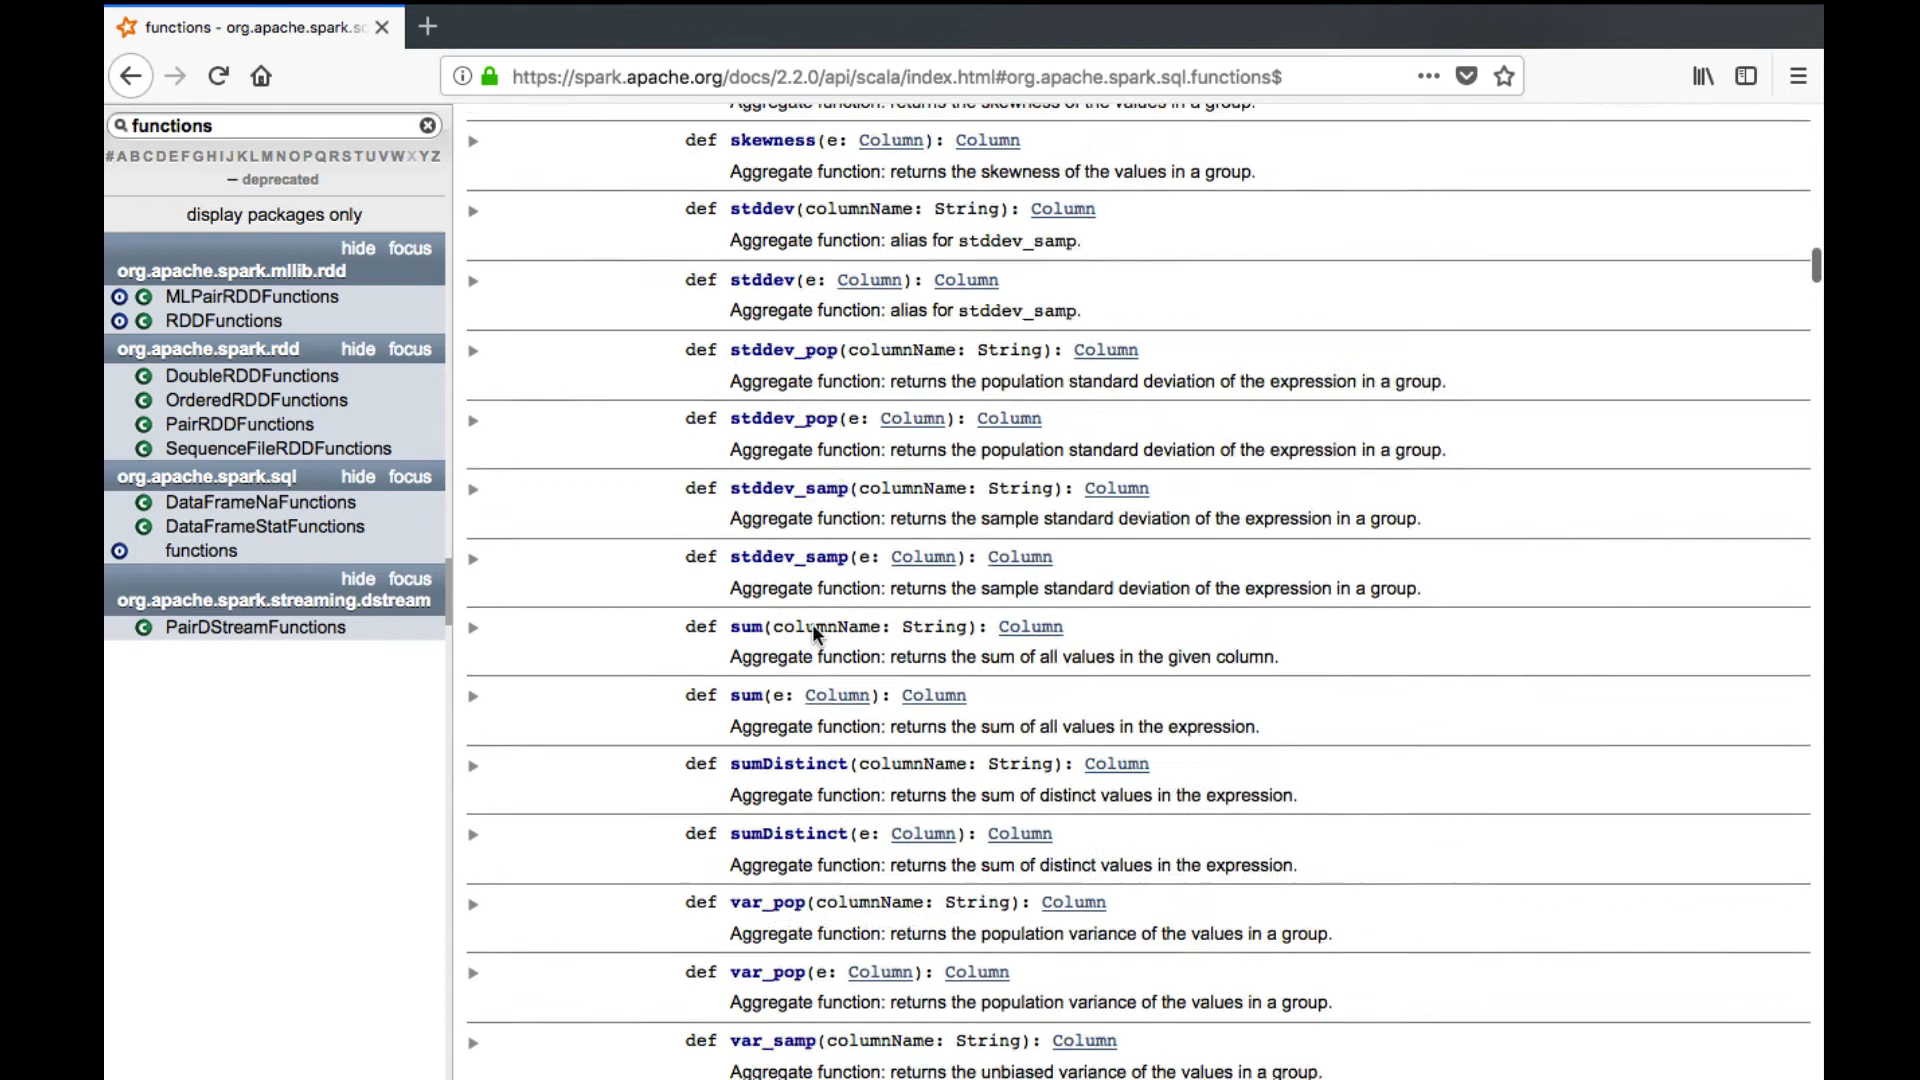 functions - org.apache.spark.s
https://spark.apache.org/docs/2.2.0/api/scala/index.html#org.apache.spark.sql.functions$
functions
#ABCDEFGHIJKLMNOPQRSTUVWXYZ
– deprecated
display packages only
hide focus
org.apache.spark.mllib.rdd
MLPairRDDFunctions
RDDFunctions
org.apache.spark.rdd hide focus
DoubleRDDFunctions
OrderedRDDFunctions
PairRDDFunctions
SequenceFileRDDFunctions
org.apache.spark.sql hide focus
DataFrameNaFunctions
DataFrameStatFunctions
functions
hide focus
org.apache.spark.streaming.dstream
PairDStreamFunctions
Aggregate function: returns the skewness of the values in a group.
def skewness(e: Column): Column
Aggregate function: returns the skewness of the values in a group.
def stddev(columnName: String): Column
Aggregate function: alias for stddev_samp.
def stddev(e: Column): Column
Aggregate function: alias for stddev_samp.
def stddev_pop(columnName: String): Column
Aggregate function: returns the population standard deviation of the expression in a group.
def stddev_pop(e: Column): Column
Aggregate function: returns the population standard deviation of the expression in a group.
def stddev_samp(columnName: String): Column
Aggregate function: returns the sample standard deviation of the expression in a group.
def stddev_samp(e: Column): Column
Aggregate function: returns the sample standard deviation of the expression in a group.
def sum(columnName: String): Column
Aggregate function: returns the sum of all values in the given column.
def sum(e: Column): Column
Aggregate function: returns the sum of all values in the expression.
def sumDistinct(columnName: String): Column
Aggregate function: returns the sum of distinct values in the expression.
def sumDistinct(e: Column): Column
Aggregate function: returns the sum of distinct values in the expression.
def var_pop(columnName: String): Column
Aggregate function: returns the population variance of the values in a group.
def var_pop(e: Column): Column
Aggregate function: returns the population variance of the values in a group.
def var_samp(columnName: String): Column
Aggregate function: returns the unbiased variance of the values in a group.